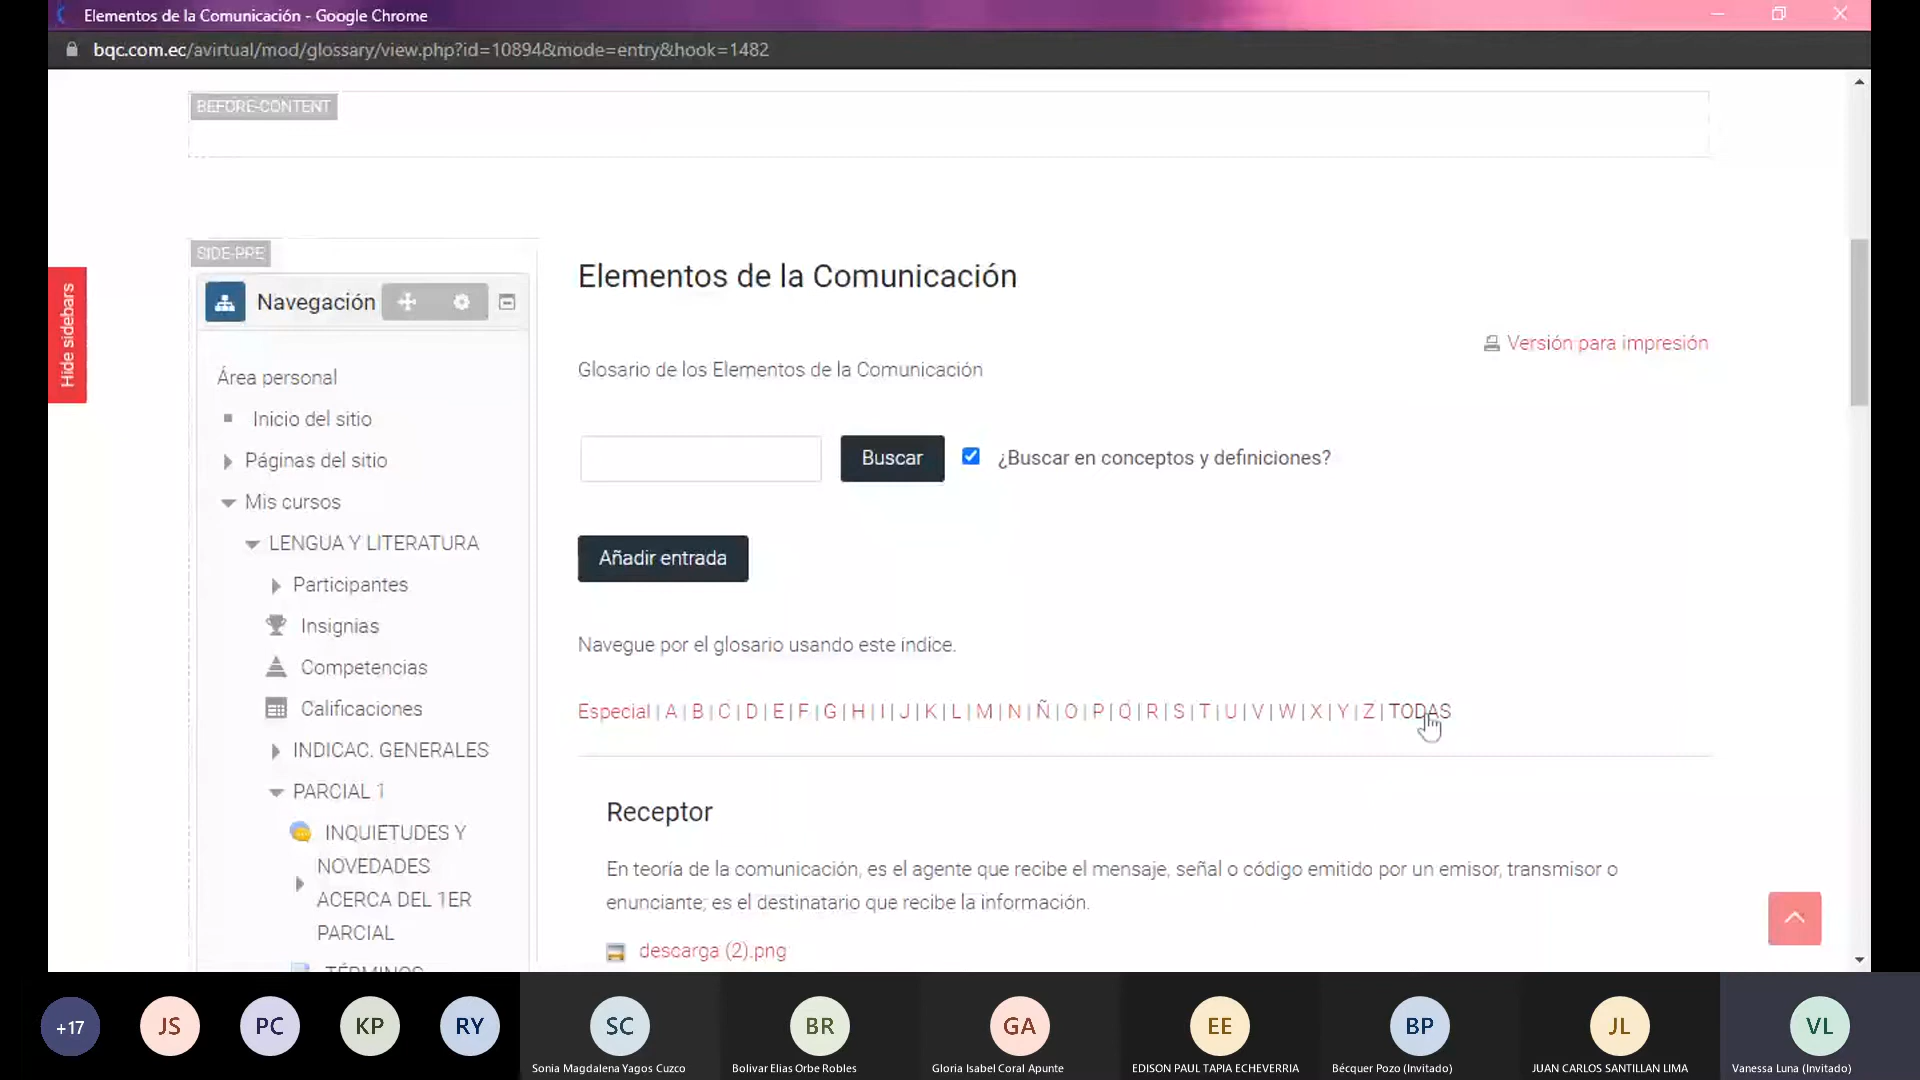 Elementos de la Comunicación - Google Chrome
bqc.com.ec/avirtual/mod/glossary/view.php?id=10894&mode=entry&hook=1482
BEFORE-CONTENT
SIDE-PRE
Hide sidebars
Navegación
Área personal
Inicio del sitio
Páginas del sitio
Mis cursos
LENGUA Y LITERATURA
Participantes
Insignias
Competencias
Calificaciones
INDICAC. GENERALES
PARCIAL 1
INQUIETUDES Y
NOVEDADES
ACERCA DEL 1ER
PARCIAL
TÉRMINOS
Elementos de la Comunicación
Versión para impresión
Glosario de los Elementos de la Comunicación
Buscar
¿Buscar en conceptos y definiciones?
Añadir entrada
Navegue por el glosario usando este índice.
Especial | A | B | C | D | E | F | G | H | I | J | K | L | M | N | Ñ | O | P | Q | R | S | T | U | V | W | X | Y | Z | TODAS
Receptor
En teoría de la comunicación, es el agente que recibe el mensaje, señal o código emitido por un emisor, transmisor o
enunciante; es el destinatario que recibe la información.
descarga (2).png
+17
JS
PC
KP
RY
SC
BR
GA
EE
BP
JL
VL
Sonia Magdalena Yagos Cuzco
Bolivar Elias Orbe Robles
Gloria Isabel Coral Apunte
EDISON PAUL TAPIA ECHEVERRIA
Bécquer Pozo (Invitado)
JUAN CARLOS SANTILLAN LIMA
Vanessa Luna (Invitado)